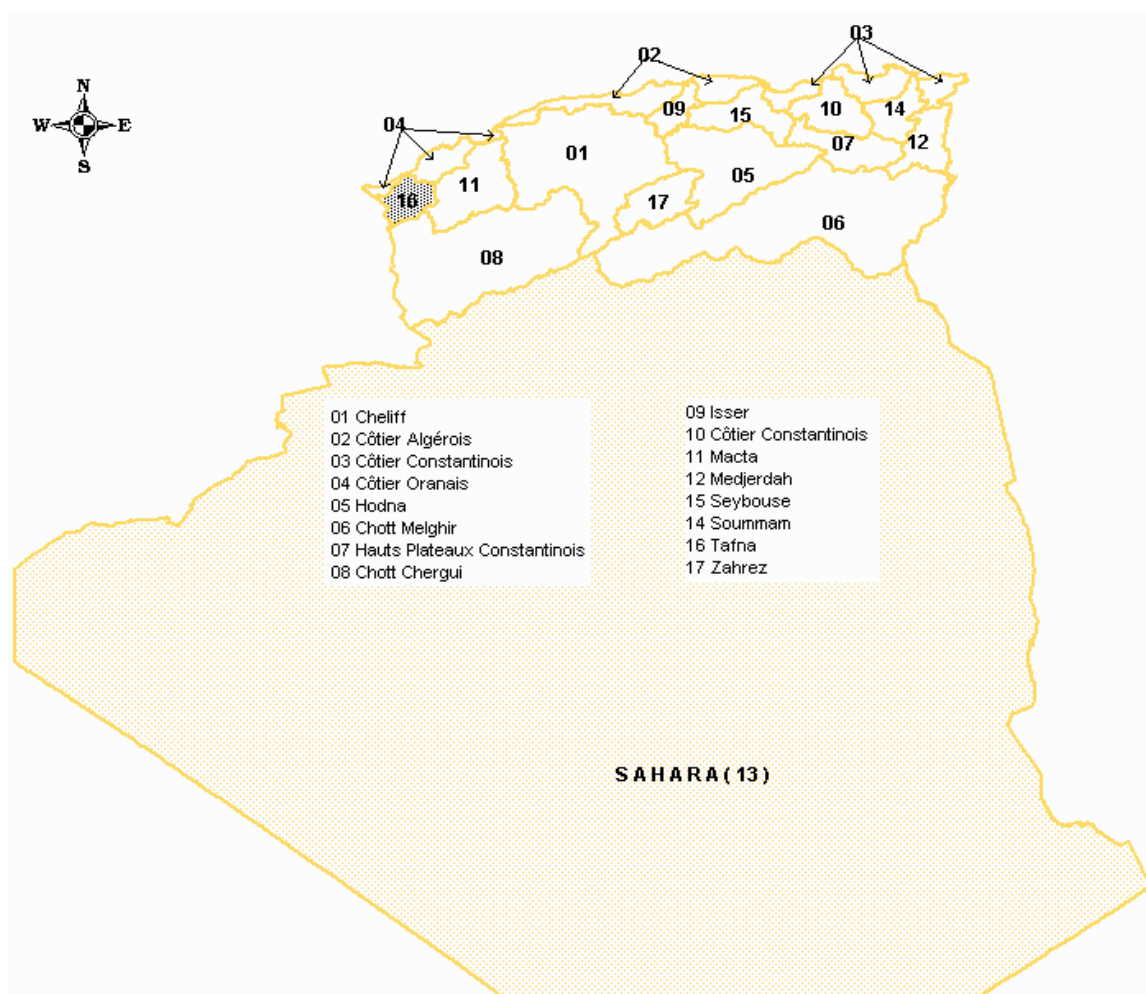 03
02
N
09
10
14
15
W
E
04
12
07
S
01
05
11
17
16
06
08
01 Cheliff
02 Côtier Algérois
03 Côtier Constantinois
04 Côtier Oranais
05 Hodna
06 Chott Melghir
07 Hauts Plateaux Constantinois
08 Chott Chergui
09 Isser
10 Côtier Constantinois
11 Macta
12 Medjerdah
15 Seybouse
14 Soummam
16 Tafna
17 Zahrez
SAHARA(13)